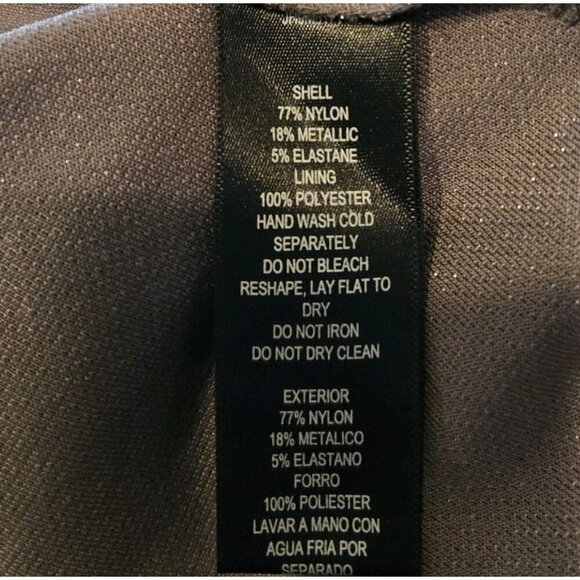 SHELL
77% NYLON
18% METALLIC
5% ELASTANE
LINING
100% POLYESTER
HAND WASH COLD
SEPARATELY
DO NOT BLEACH
RESHAPE, LAY FLAT TO
DRY
DO NOT IRON
DO NOT DRY CLEAN
EXTERIOR
77% NYLON
18% METALICO
5% ELASTANO
FORRO
100% POLIESTER
LAVAR A MANO CON
AGUA FRIA POR
SEPARADO